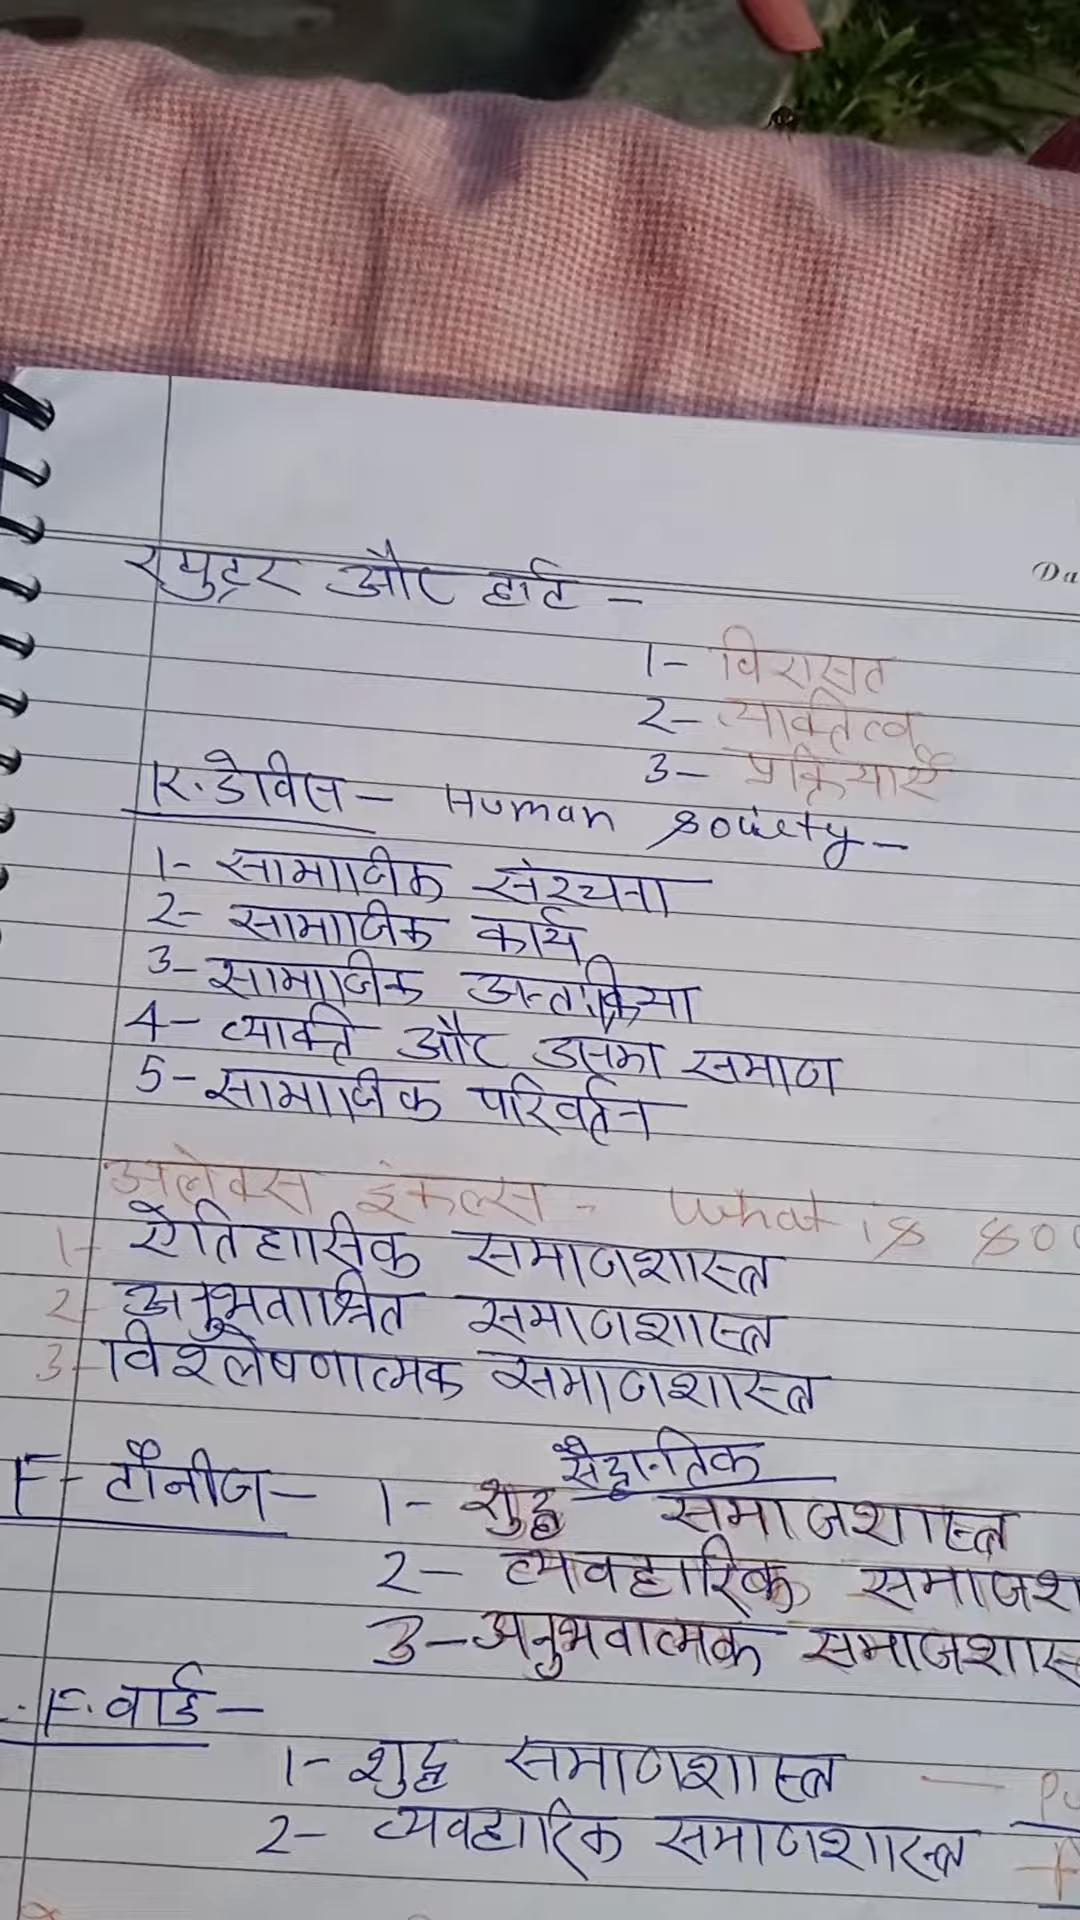 रयुटर और हार्ट -
Da
1- विरासत
2- व्यक्तित्व
3- प्रक्रियाएँ
K. डेविस - Human society -
1- सामाजिक संरचना
2- सामाजिक कार्य
3- सामाजिक अन्तःक्रिया
4- व्यक्ति और उसका समाज
5- सामाजिक परिवर्तन
अलेक्स इंकल्स - What is so
1- ऐतिहासिक समाजशास्त्र
2- अनुभवाश्रित समाजशास्त्र
3- विश्लेषणात्मक समाजशास्त्र
सैद्धान्तिक
F- टौनीज - 1- शुद्ध समाजशास्त्र
2- व्यवहारिक समाजश
3- अनुभवात्मक समाजशास
.F. वार्ड -
1- शुद्ध समाजशास्त्र - Pu
2- व्यवहारिक समाजशास्त्र